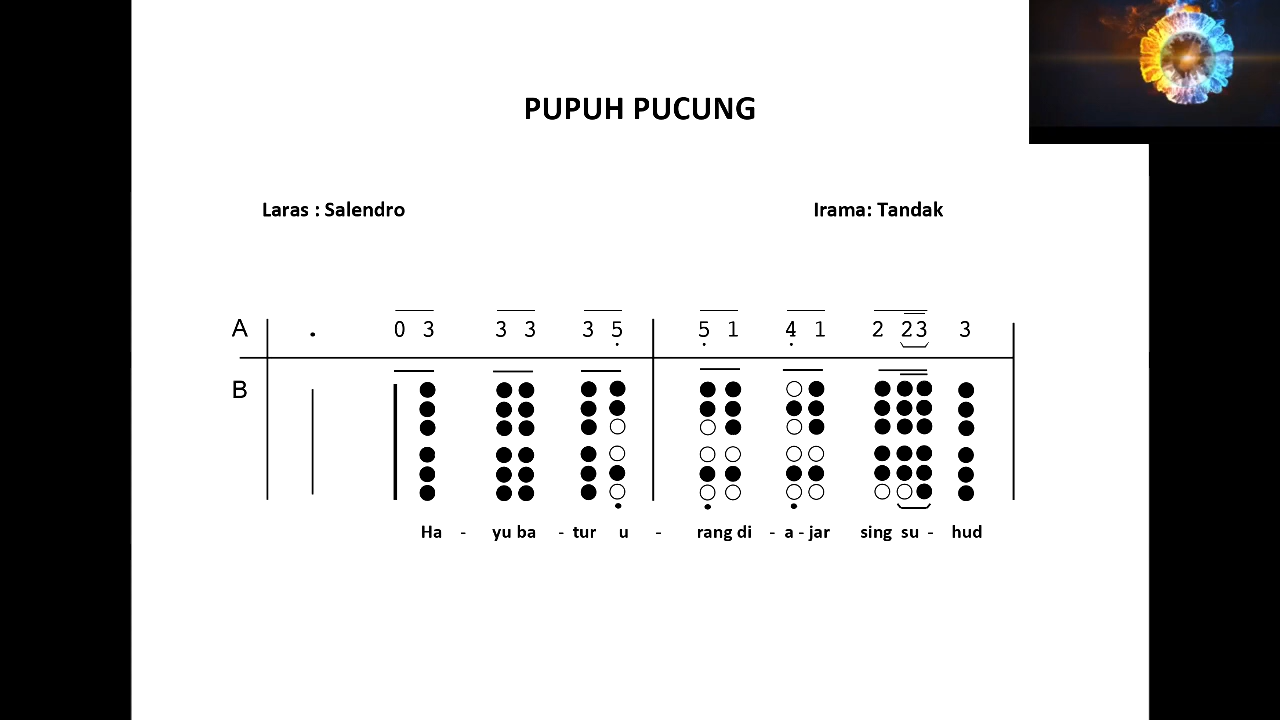 PUPUH PUCUNG
Laras : Salendro Irama: Tandak
A . 0 3 3 3 3 5 5 1 4 1 2 23 3
B
Ha - yu ba - tur u - rang di - a - jar sing su - hud